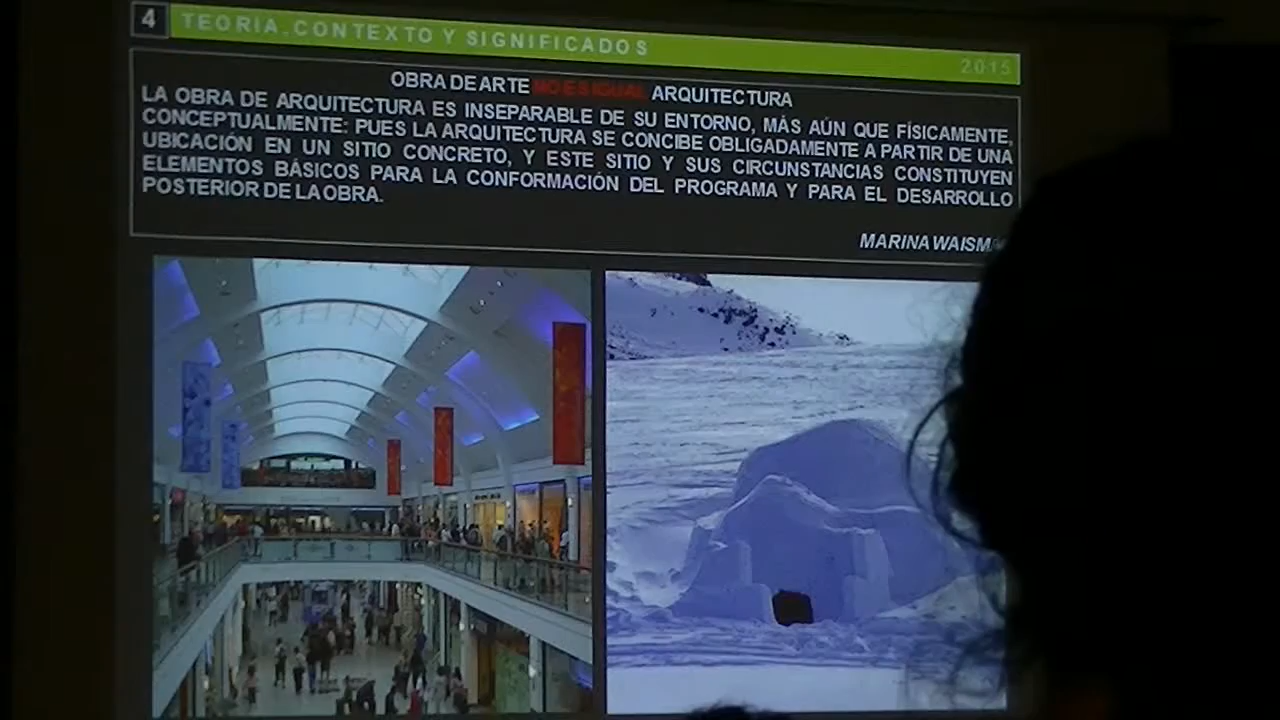 4 TEORIA.CONTEXTO Y SIGNIFICADOS
2015
OBRA DE ARTE NO ES IGUAL ARQUITECTURA
LA OBRA DE ARQUITECTURA ES INSEPARABLE DE SU ENTORNO, MÁS AÚN QUE FÍSICAMENTE,
CONCEPTUALMENTE: PUES LA ARQUITECTURA SE CONCIBE OBLIGADAMENTE A PARTIR DE UNA
UBICACIÓN EN UN SITIO CONCRETO, Y ESTE SITIO Y SUS CIRCUNSTANCIAS CONSTITUYEN
ELEMENTOS BÁSICOS PARA LA CONFORMACIÓN DEL PROGRAMA Y PARA EL DESARROLLO
POSTERIOR DE LA OBRA.
MARINA WAISM